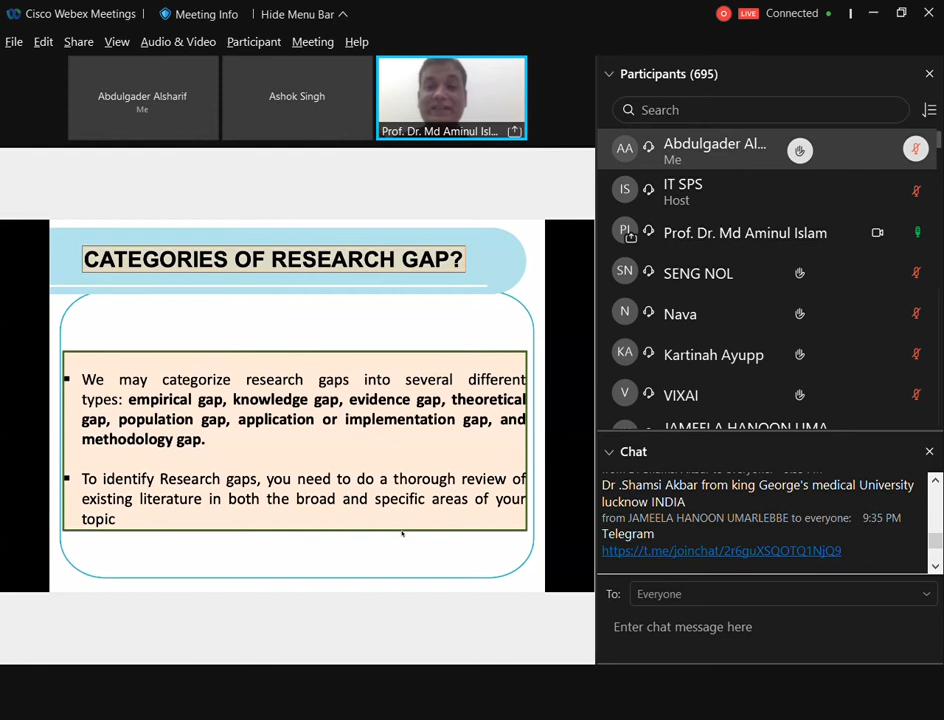 Cisco Webex Meetings
Meeting Info
Hide Menu Bar
LIVE
Connected
File Edit Share View Audio & Video Participant Meeting Help
Abdulgader Alsharif
Me
Ashok Singh
Prof. Dr. Md Aminul Isl...
CATEGORIES OF RESEARCH GAP?
We may categorize research gaps into several different
types: empirical gap, knowledge gap, evidence gap, theoretical
gap, population gap, application or implementation gap, and
methodology gap.
To identify Research gaps, you need to do a thorough review of
existing literature in both the broad and specific areas of your
topic
Participants (695)
Search
AA Abdulgader Al...
Me
IS IT SPS
Host
PI Prof. Dr. Md Aminul Islam
SN SENG NOL
N Nava
KA Kartinah Ayupp
V VIXAI
JAMEELA HANOON UMA
Chat
Dr .Shamsi Akbar from king George's medical University
lucknow INDIA
from JAMEELA HANOON UMARLEBBE to everyone: 9:35 PM
Telegram
https://t.me/joinchat/2r6guXSQOTQ1NjQ9
To: Everyone
Enter chat message here